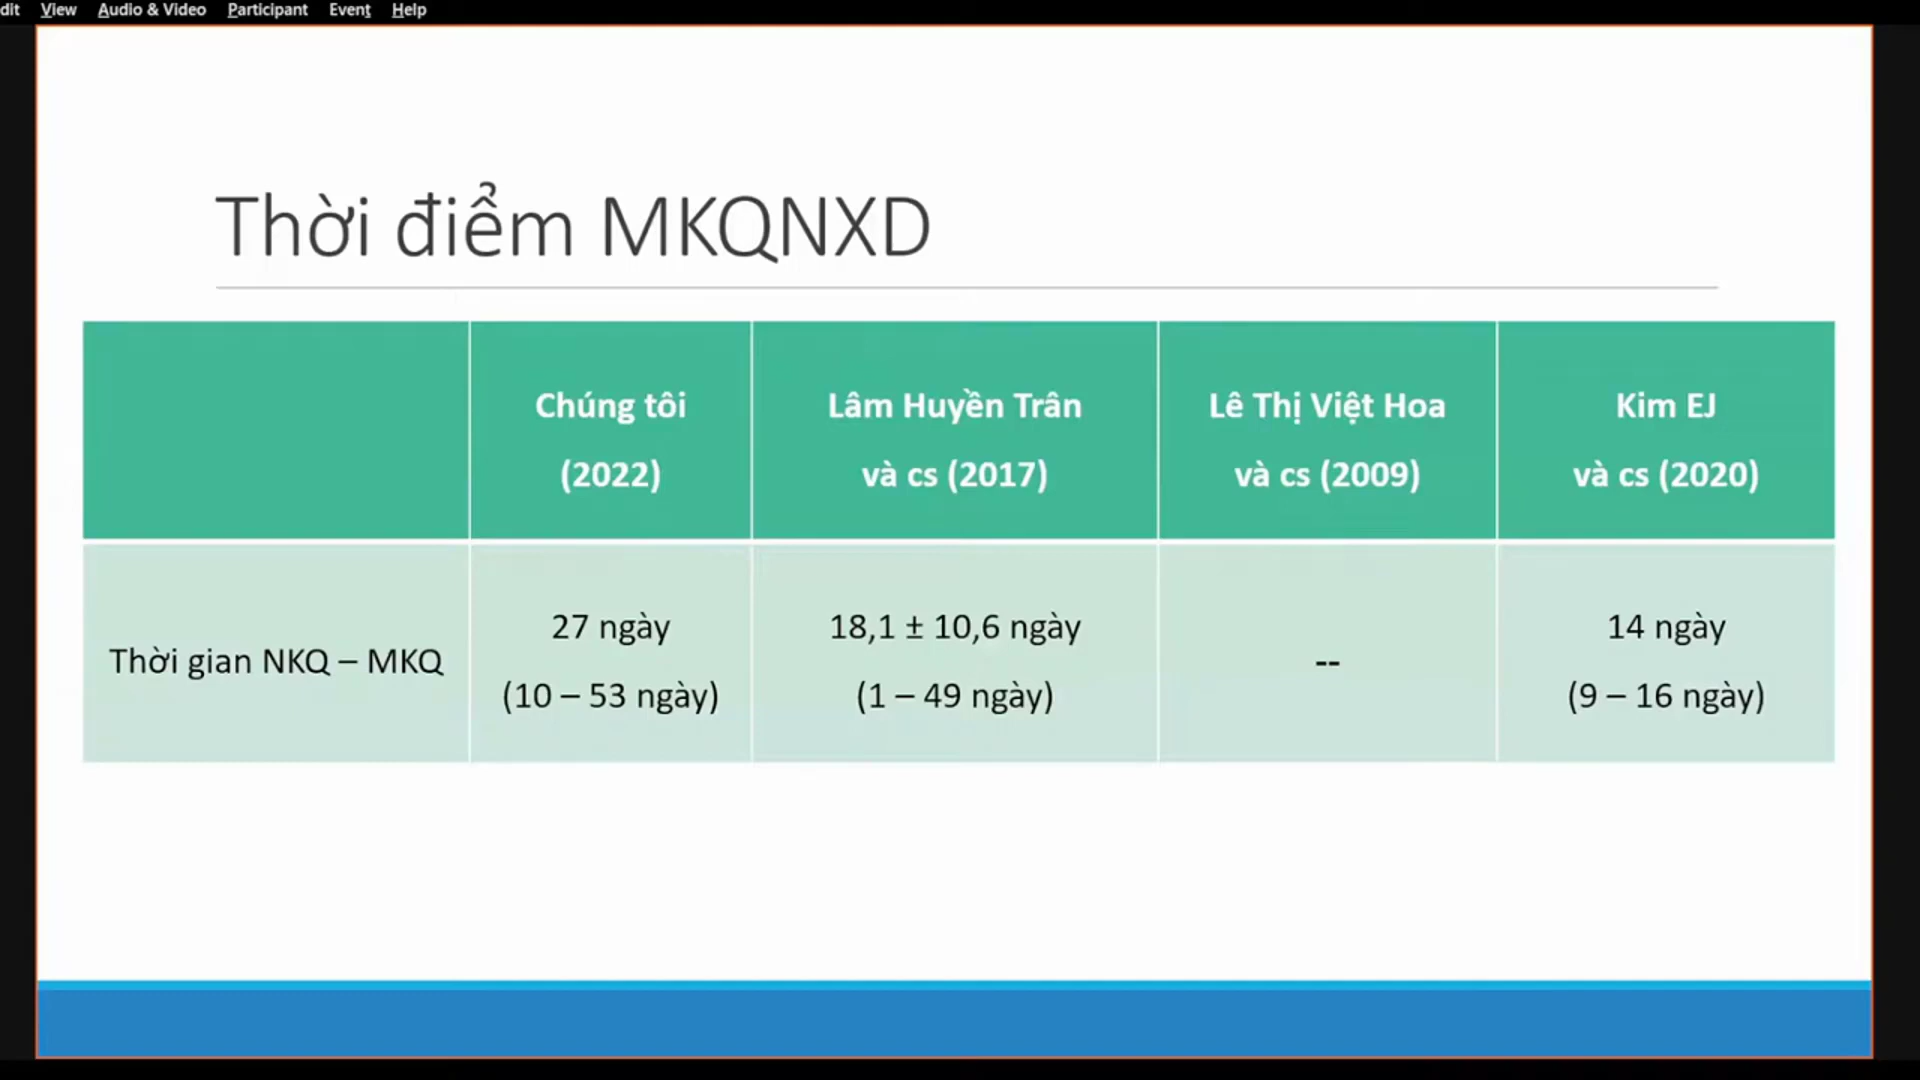 dit View Audio & Video Participant Event Help
Thời điểm MKQNXD
Chúng tôi
(2022)
Lâm Huyền Trân
và cs (2017)
Lê Thị Việt Hoa
và cs (2009)
Kim EJ
và cs (2020)
Thời gian NKQ – MKQ
27 ngày
(10 – 53 ngày)
18,1 ± 10,6 ngày
(1 – 49 ngày)
--
14 ngày
(9 – 16 ngày)